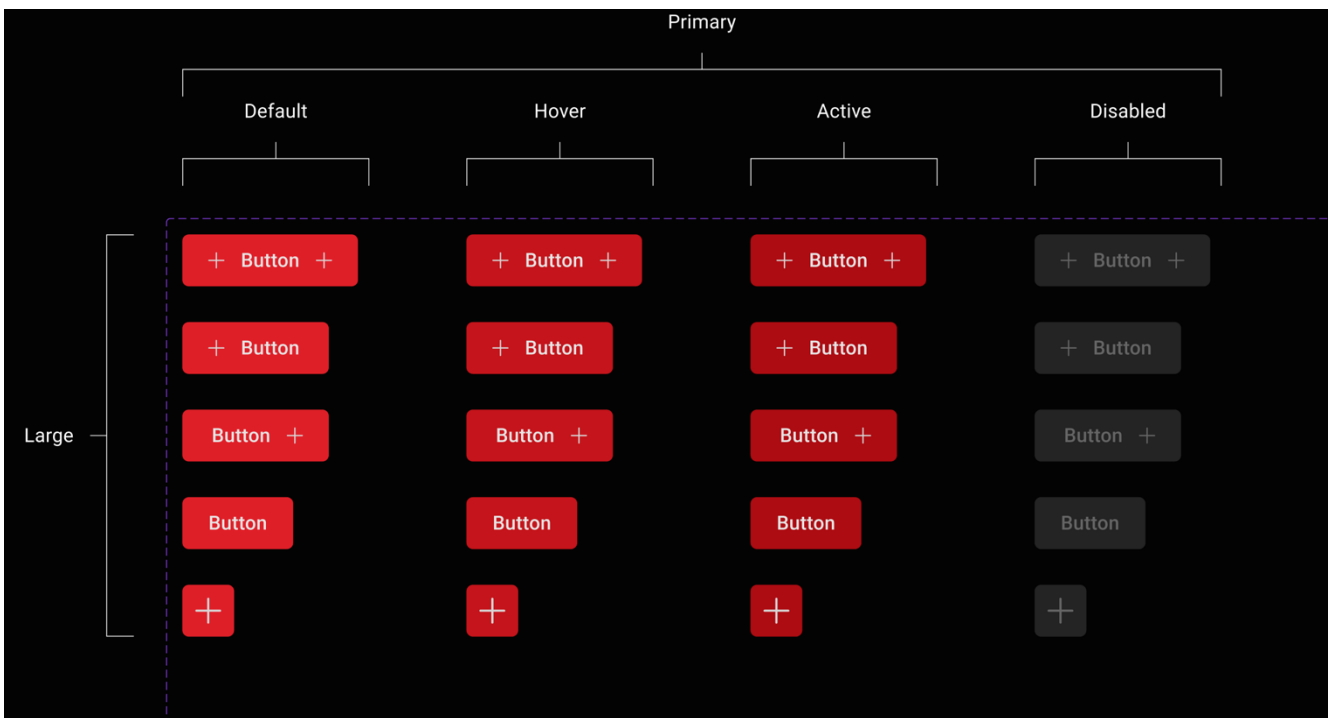 Primary
Default Hover Active Disabled
+ Button + + Button + + Button + + Button +
+ Button + Button + Button + Button
Large
Button + Button + Button + Button +
Button Button Button Button
+ + + +